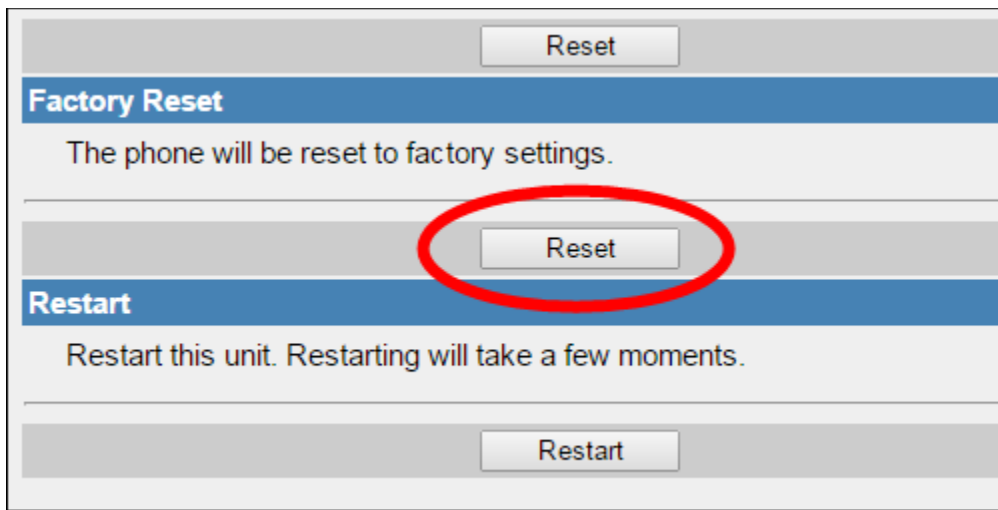 Reset
Factory Reset
The phone will be reset to factory settings.
Reset
Restart
Restart this unit. Restarting will take a few moments.
Restart